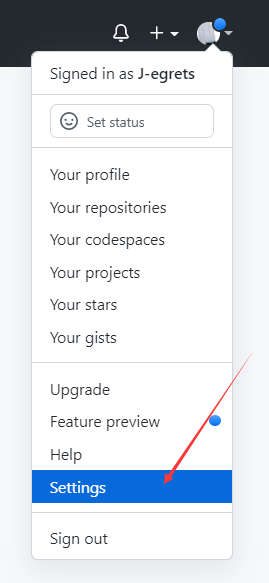 Signed in as J-egrets
Set status
Your profile
Your repositories
Your codespaces
Your projects
Your stars
Your gists
Upgrade
Feature preview
Help
Settings
Sign out